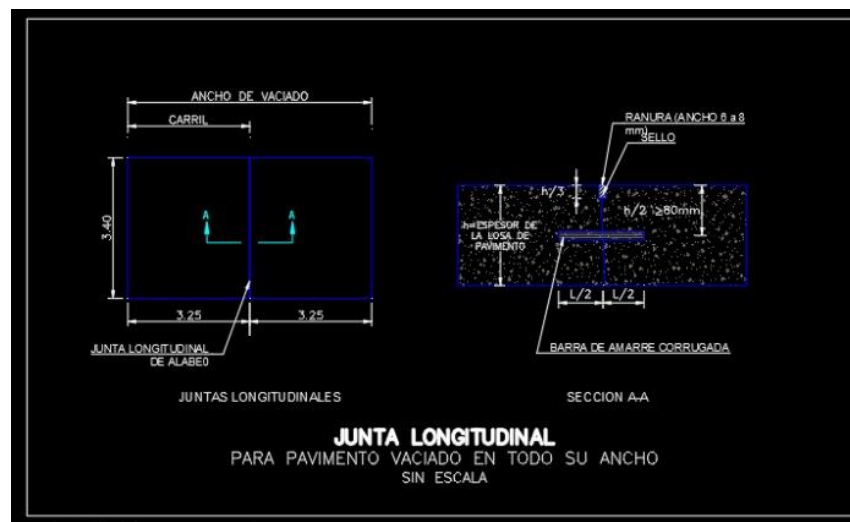 ANCHO DE VACIADO
CARRIL
A
A
3.40
3.25
3.25
JUNTA LONGITUDINAL
DE ALABEO
JUNTAS LONGITUDINALES
RANURA (ANCHO 6 a 8
mm)
SELLO
h/3
h/2 ≥80mm
h=ESPESOR DE
LA LOSA DE
PAVIMENTO
L/2
L/2
BARRA DE AMARRE CORRUGADA
SECCION A-A
JUNTA LONGITUDINAL
PARA PAVIMENTO VACIADO EN TODO SU ANCHO
SIN ESCALA